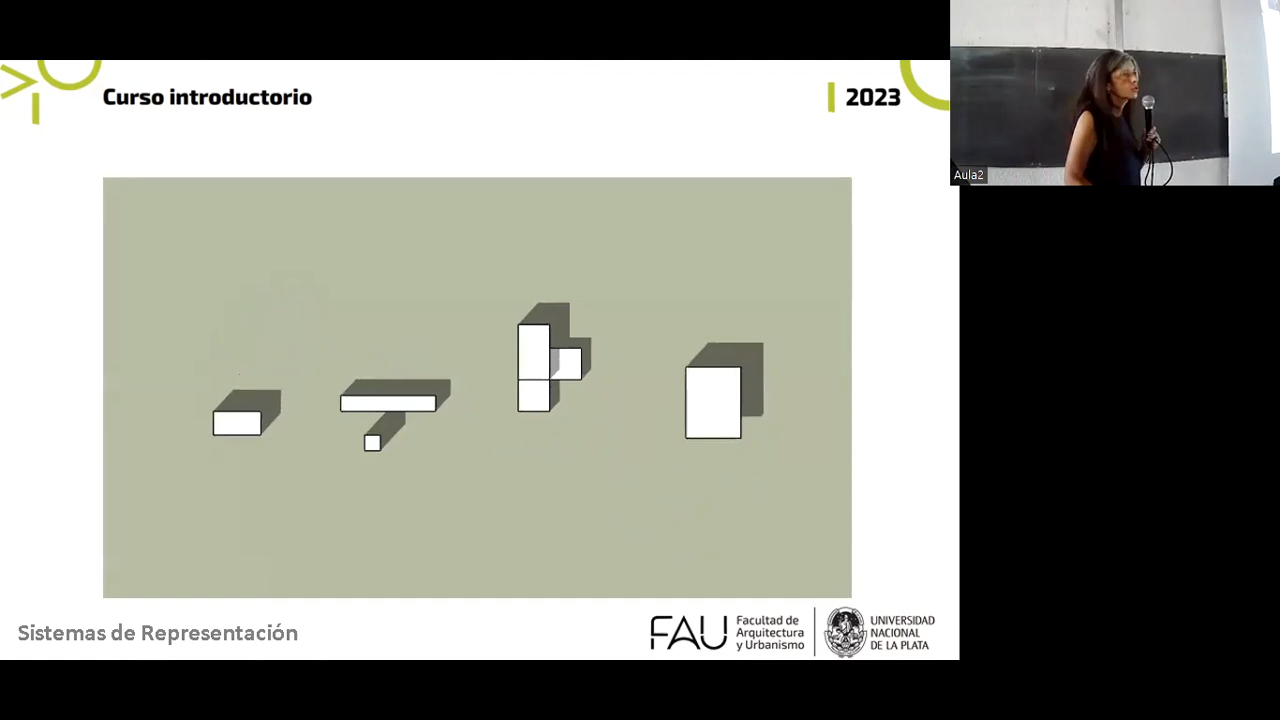 Curso introductorio
2023
Aula2
Sistemas de Representación
FAU
Facultad de
Arquitectura
y Urbanismo
UNIVERSIDAD
NACIONAL
DE LA PLATA